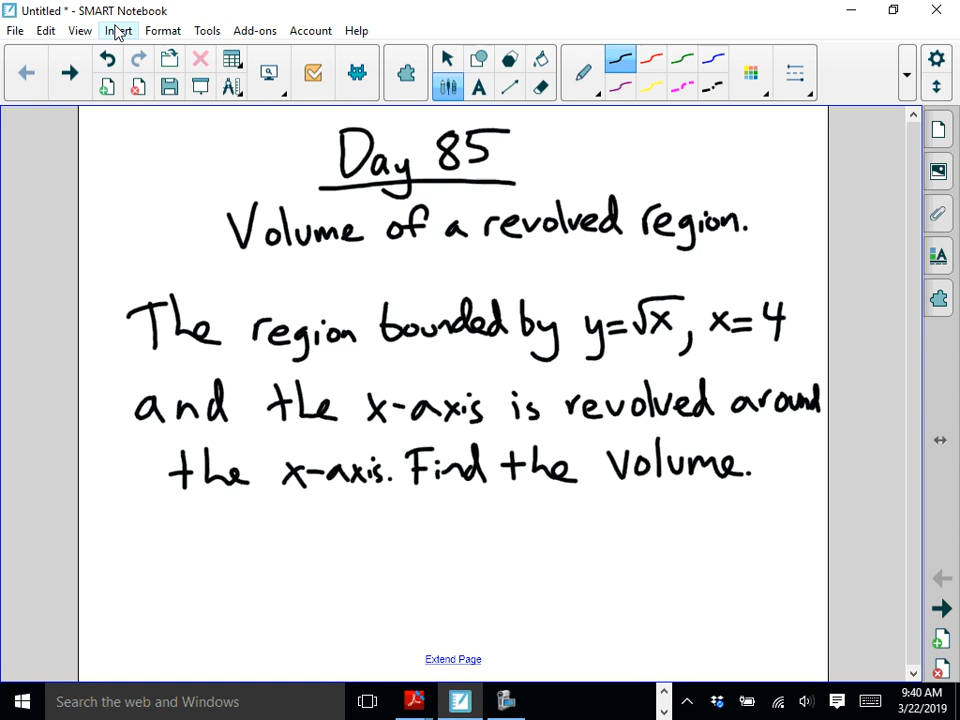 Untitled * - SMART Notebook
File Edit View Insert Format Tools Add-ons Account Help
Day 85
Volume of a revolved region.
The region bounded by y=√x, x=4
and the x-axis is revolved around
the x-axis. Find the volume.
Extend Page
Search the web and Windows
9:40 AM
3/22/2019